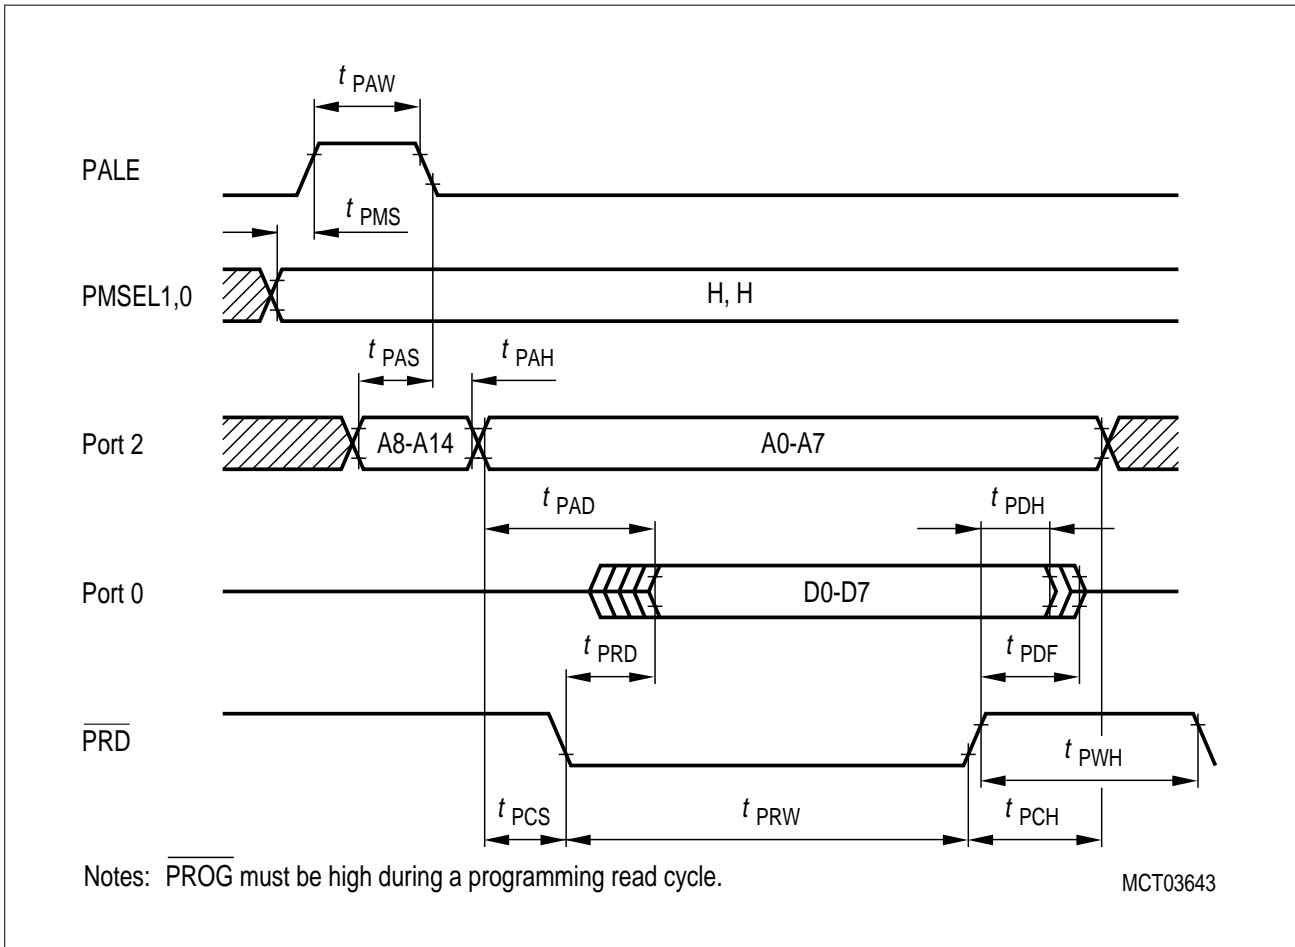 t PAW
PALE
t PMS
PMSEL1,0
H, H
t PAS
t PAH
Port 2
A8-A14
A0-A7
t PAD
t PDH
Port 0
D0-D7
t PRD
t PDF
PRD
t PWH
t PCS
t PRW
t PCH
Notes: PROG must be high during a programming read cycle.
MCT03643